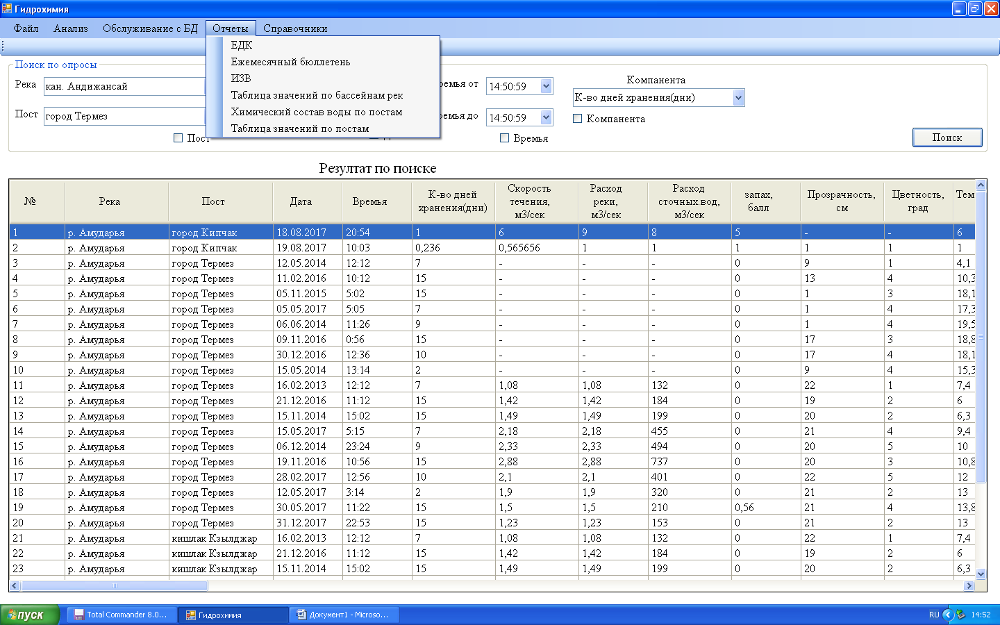 Гидрохимия
Файл Анализ Обслуживание с БД Отчеты Справочники
ЕДК
Ежемесячный бюллетень
ИЗВ
Таблица значений по бассейнам рек
Химический состав воды по постам
Таблица значений по постам
Поиск по опросы
Река кан. Андижансай 14:50:59 Компанента
К-во дней хранения(дни)
Пост город Термез 14:50:59 Компанента
Времья Поиск
Резултат по поиске
№ Река Пост Дата Времья К-во дней хранения(дни) Скорость течения, м3/сек Расход реки, м3/сек Расход сточных.вод, м3/сек запах, балл Прозрачность, см Цветность, град
1 р. Амударья город Кипчак 18.08.2017 20:54 1 6 9 8 5 - - 6
2 р. Амударья город Кипчак 19.08.2017 10:03 0,236 0,565656 1 1 1 1 1 1
3 р. Амударья город Термез 12.05.2014 12:12 7 - - - 0 9 1 4,1
4 р. Амударья город Термез 11.02.2016 10:12 15 - - - 0 13 4 10,3
5 р. Амударья город Термез 05.11.2015 5:02 15 - - - 0 1 3 18,1
6 р. Амударья город Термез 05.05.2017 5:05 7 - - - 0 1 4 17,3
7 р. Амударья город Термез 06.06.2014 11:26 9 - - - 0 1 4 19,5
8 р. Амударья город Термез 09.11.2016 0:56 15 - - - 0 17 3 18,8
9 р. Амударья город Термез 30.12.2016 12:36 10 - - - 0 17 4 18,1
10 р. Амударья город Термез 15.05.2014 13:14 2 - - - 0 9 4 15,3
11 р. Амударья город Термез 16.02.2013 12:12 7 1,08 1,08 132 0 22 1 7,4
12 р. Амударья город Термез 21.12.2016 11:12 15 1,42 1,42 184 0 19 2 6
13 р. Амударья город Термез 15.11.2014 15:02 15 1,49 1,49 199 0 20 2 6,3
14 р. Амударья город Термез 15.05.2017 5:15 7 2,18 2,18 455 0 21 4 9,4
15 р. Амударья город Термез 06.12.2014 23:24 9 2,33 2,33 494 0 20 5 10
16 р. Амударья город Термез 19.11.2016 10:56 15 2,88 2,88 737 0 20 3 10,8
17 р. Амударья город Термез 28.02.2017 12:56 10 2,1 2,1 401 0 22 5 12
18 р. Амударья город Термез 12.05.2017 3:14 2 1,9 1,9 320 0 21 2 13
19 р. Амударья город Термез 30.05.2017 11:22 15 1,5 1,5 210 0,56 21 4 13,8
20 р. Амударья город Термез 31.12.2017 22:53 15 1,23 1,23 153 0 21 2 13
21 р. Амударья кишлак Кзылджар 16.02.2013 12:12 7 1,08 1,08 132 0 22 1 7,4
22 р. Амударья кишлак Кзылджар 21.12.2016 11:12 15 1,42 1,42 184 0 19 2 6
23 р. Амударья кишлак Кзылджар 15.11.2014 15:02 15 1,49 1,49 199 0 20 2 6,3
пуск Total Commander 8.0... Гидрохимия Документ1 - Microso... RU 14:52